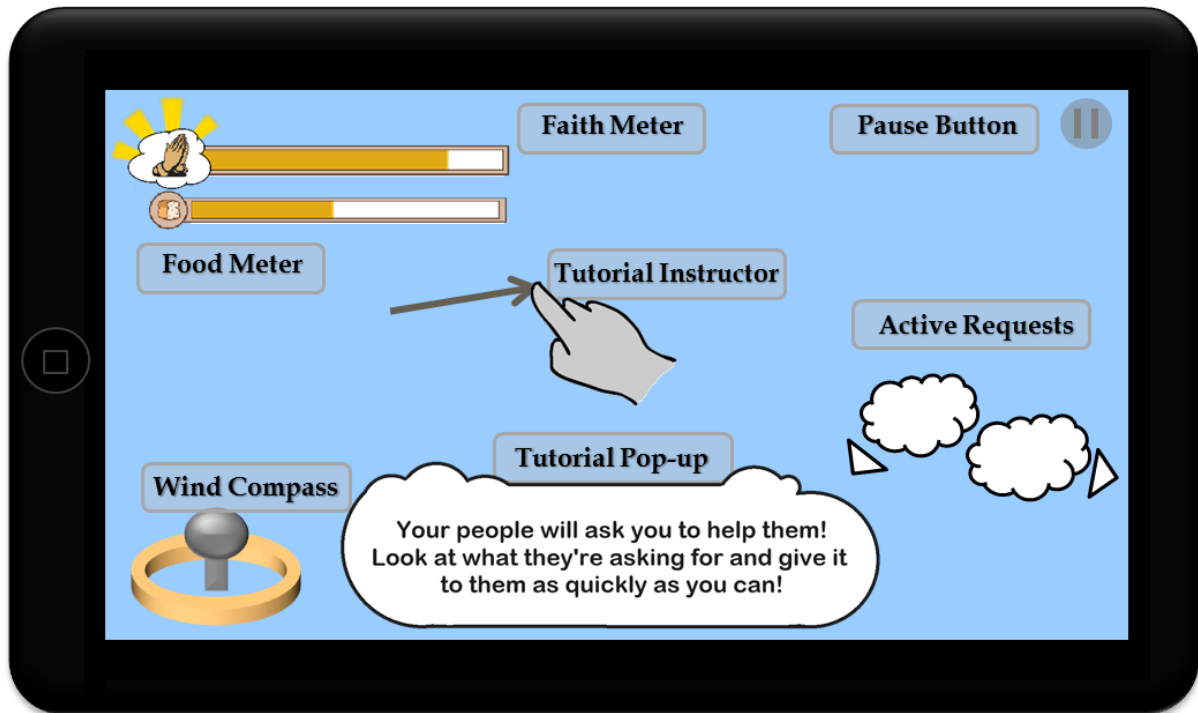 Faith Meter
Pause Button
Food Meter
Tutorial Instructor
Active Requests
Tutorial Pop-up
Wind Compass
Your people will ask you to help them!
Look at what they're asking for and give it
to them as quickly as you can!